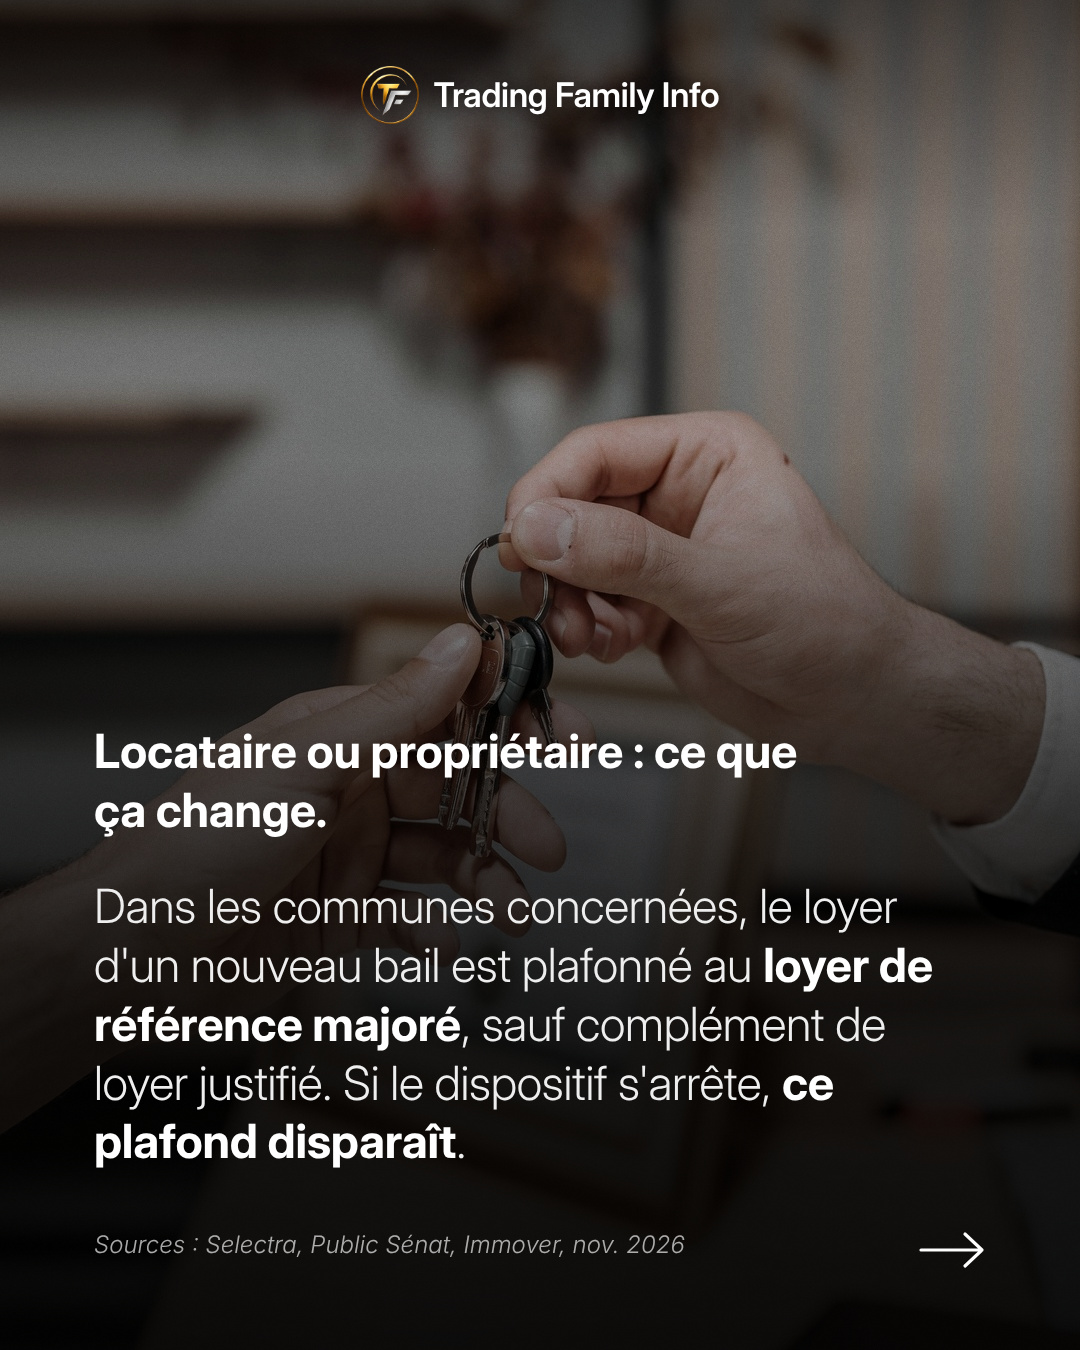 TF Trading Family Info
Locataire ou propriétaire : ce que
ça change.
Dans les communes concernées, le loyer
d'un nouveau bail est plafonné au loyer de
référence majoré, sauf complément de
loyer justifié. Si le dispositif s'arrête, ce
plafond disparaît.
Sources : Selectra, Public Sénat, Immover, nov. 2026